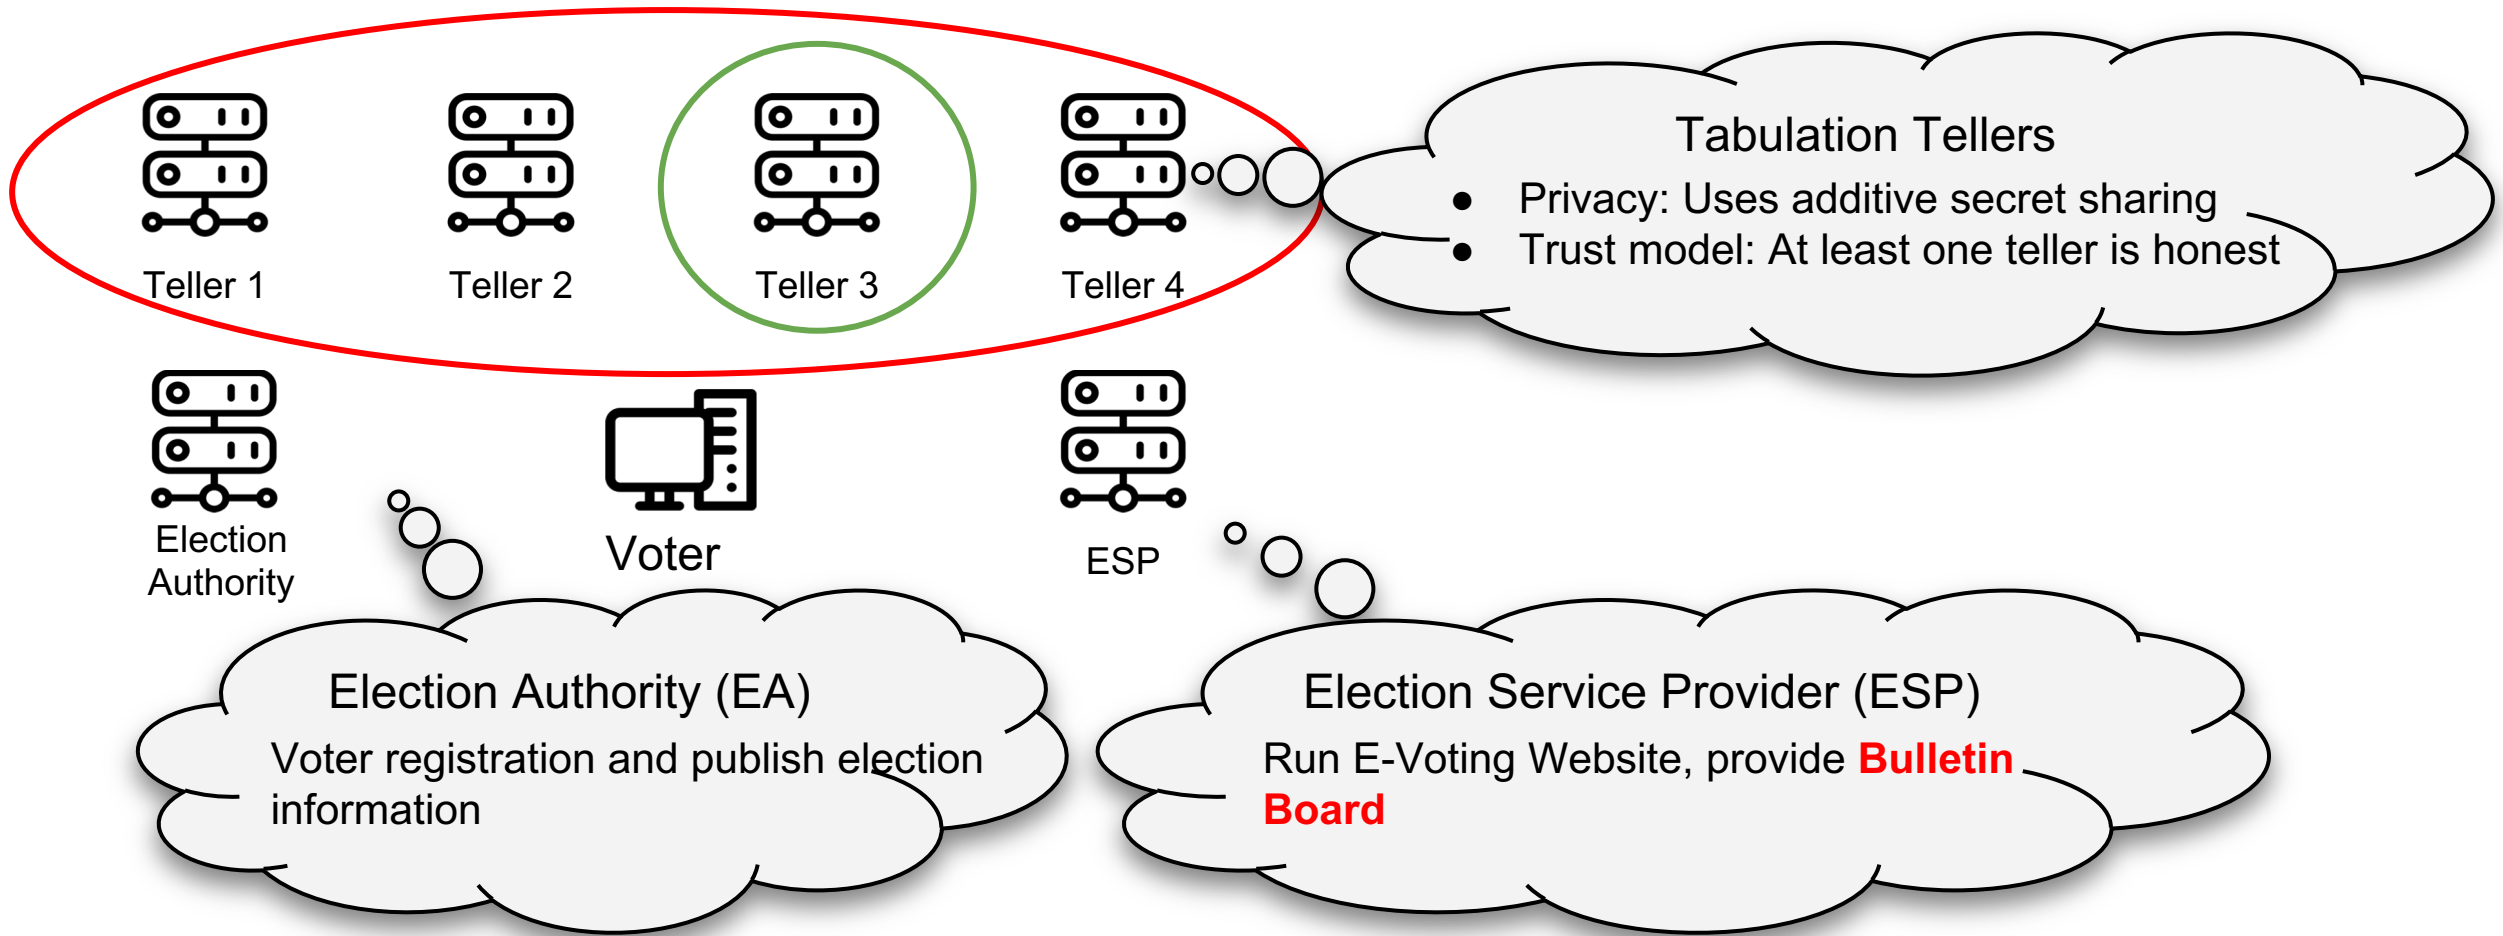 Teller 1
Teller 2
Teller 3
Teller 4
Tabulation Tellers
● Privacy: Uses additive secret sharing
● Trust model: At least one teller is honest
Election
Authority
Voter
ESP
Election Authority (EA)
Voter registration and publish election
information
Election Service Provider (ESP)
Run E-Voting Website, provide Bulletin
Board